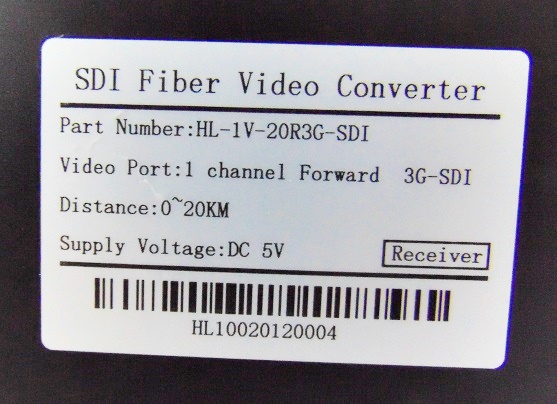 SDI Fiber Video Converter
Part Number:HL-1V-20R3G-SDI
Video Port:1 channel Forward 3G-SDI
Distance:0~20KM
Supply Voltage:DC 5V
Receiver
HL10020120004